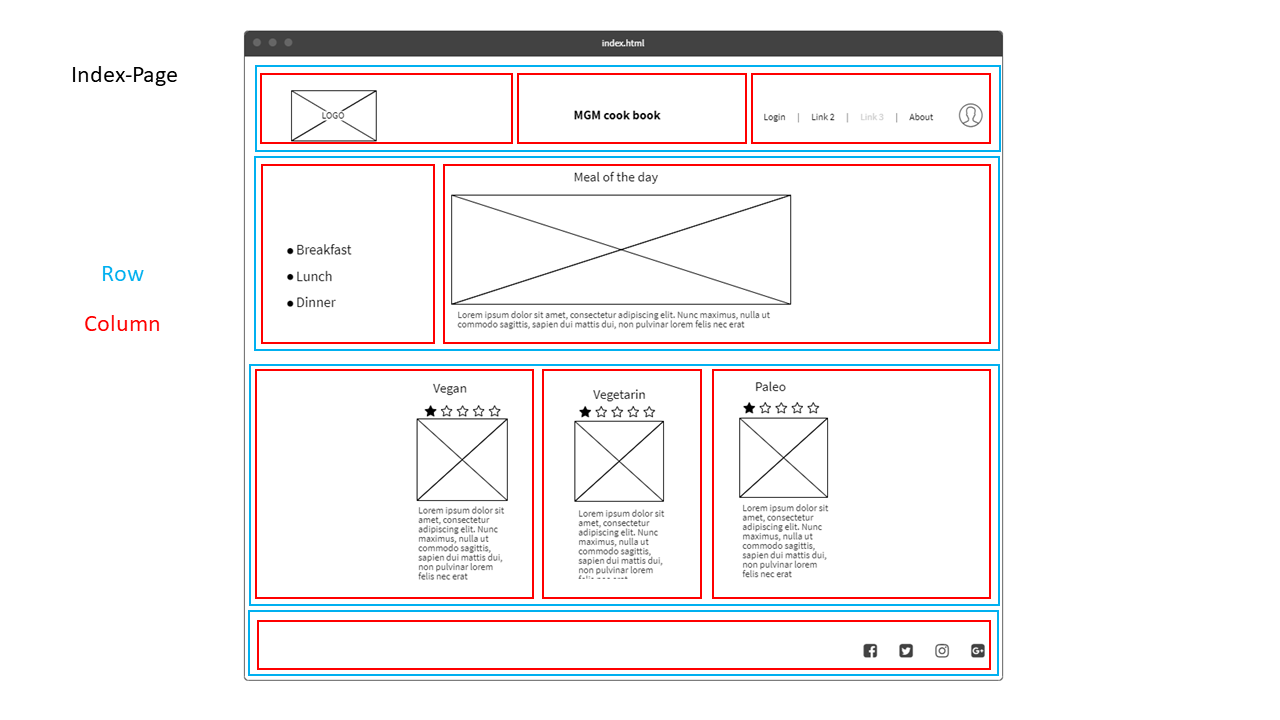 index.html
Index-Page
LOGO
MGM cook book
Login | Link 2 | Link 3 | About
Meal of the day
Breakfast
Lunch
Dinner
Row
Column
Lorem ipsum dolor sit amet, consectetur adipiscing elit. Nunc maximus, nulla ut
commodo sagittis, sapien dui mattis dui, non pulvinar lorem felis nec erat
Vegan
Lorem ipsum dolor sit
amet, consectetur
adipiscing elit. Nunc
maximus, nulla ut
commodo sagittis,
sapien dui mattis dui,
non pulvinar lorem
felis nec erat
Vegetarin
Lorem ipsum dolor sit
amet, consectetur
adipiscing elit. Nunc
maximus, nulla ut
commodo sagittis,
sapien dui mattis dui,
non pulvinar lorem
Paleo
Lorem ipsum dolor sit
amet, consectetur
adipiscing elit. Nunc
maximus, nulla ut
commodo sagittis,
sapien dui mattis dui,
non pulvinar lorem
felis nec erat
G+